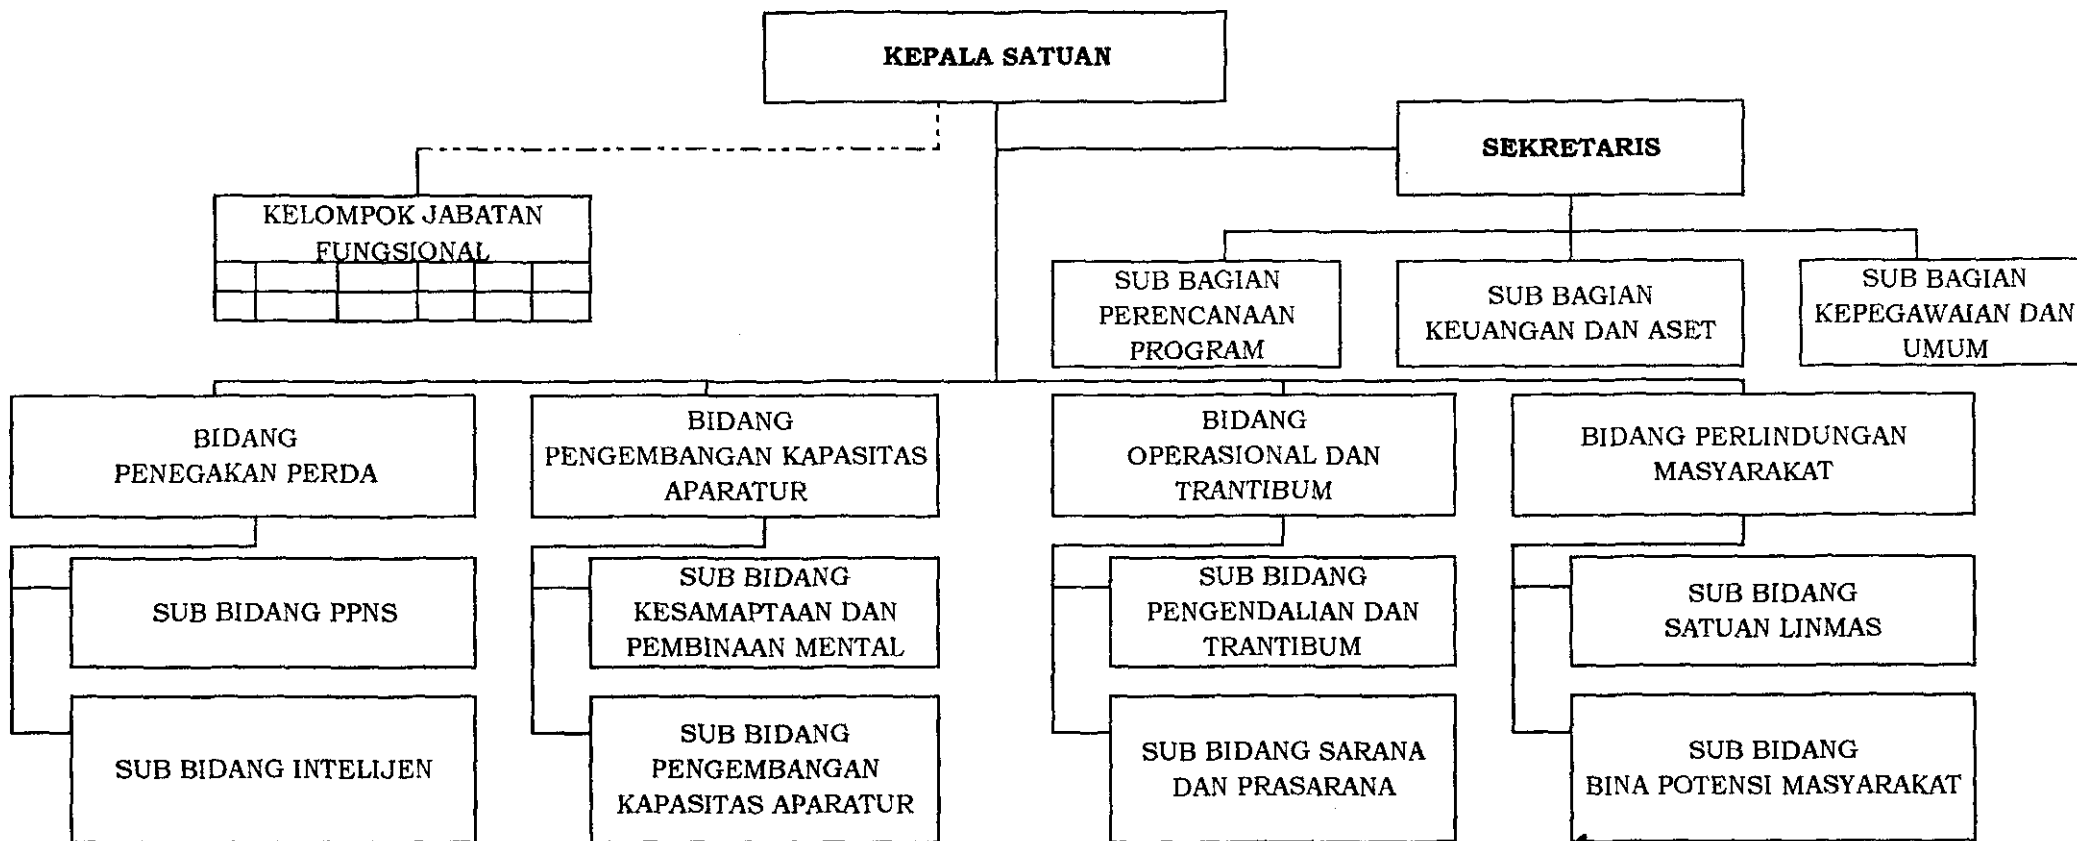 KEPALA SATUAN
SEKRETARIS
KELOMPOK JABATAN
FUNGSIONAL
SUB BAGIAN
PERENCANAAN
PROGRAM
SUB BAGIAN
KEUANGAN DAN ASET
SUB BAGIAN
KEPEGAWAIAN DAN
UMUM
BIDANG
PENEGAKAN PERDA
BIDANG
PENGEMBANGAN KAPASITAS
APARATUR
BIDANG
OPERASIONAL DAN
TRANTIBUM
BIDANG PERLINDUNGAN
MASYARAKAT
SUB BIDANG PPNS
SUB BIDANG
KESAMAPTAAN DAN
PEMBINAAN MENTAL
SUB BIDANG
PENGENDALIAN DAN
TRANTIBUM
SUB BIDANG
SATUAN LINMAS
SUB BIDANG INTELIJEN
SUB BIDANG
PENGEMBANGAN
KAPASITAS APARATUR
SUB BIDANG SARANA
DAN PRASARANA
SUB BIDANG
BINA POTENSI MASYARAKAT